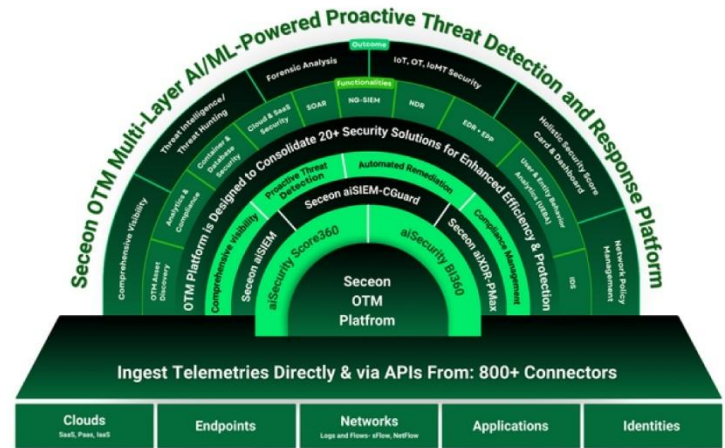 Seceon OTM Multi-Layer AI/ML-Powered Proactive Threat Detection and Response Platform
Outcome
Comprehensive Visibility
Threat Intelligence/
Threat Hunting
Forensic Analysis
IoT, OT, IoMT Security
Holistic Security Score
Card & Dashboard
Network Policy
Management
Functionalities
OTM Asset
Discovery
Analytics &
Compliance
Container &
Database
Security
Cloud & SaaS
Security
SOAR
NG-SIEM
NDR
EDR + EPP
User & Entity Behavior
Analytics (UEBA)
IDS
OTM Platform is Designed to Consolidate 20+ Security Solutions for Enhanced Efficiency & Protection
Comprehensive visibility
Proactive Threat
Detection
Automated Remediation
Compliance Management
Seceon aiSIEM
Seceon aiSIEM-CGuard
Seceon aiXDR-PMax
aiSecurity Score360
aiSecurity BI360
Seceon
OTM
Platfrom
Ingest Telemetries Directly & via APIs From: 800+ Connectors
Clouds
SaaS, Paas, IaaS
Endpoints
Networks
Logs and Flows- sFlow, NetFlow
Applications
Identities